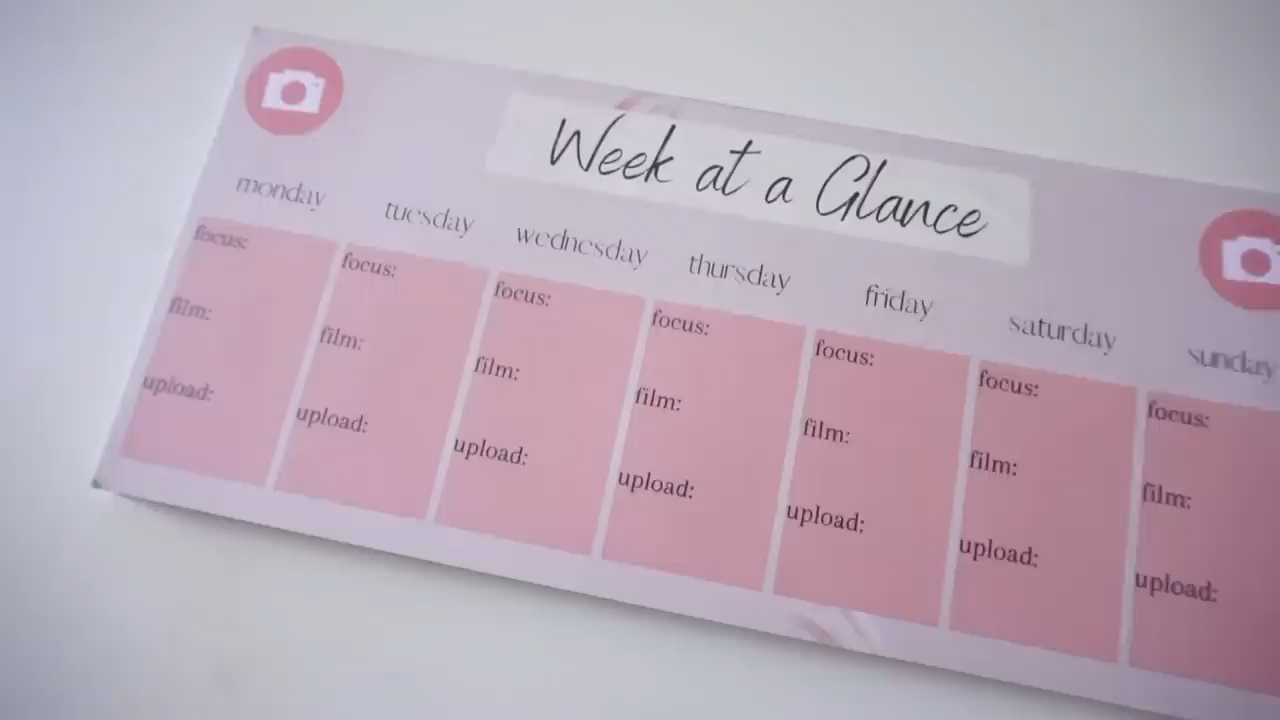 Week at a Glance
monday tuesday wednesday thursday friday saturday sunday
focus: focus: focus: focus: focus: focus: focus:
film: film: film: film: film: film: film:
upload: upload: upload: upload: upload: upload: upload: